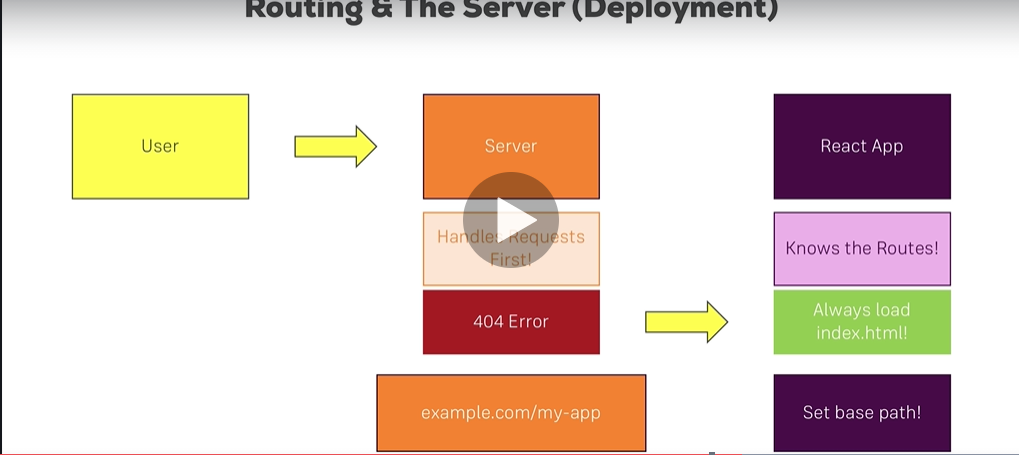 Routing & The Server (Deployment)
User
Server
React App
Handles Requests
First!
Knows the Routes!
404 Error
Always load
index.html!
example.com/my-app
Set base path!